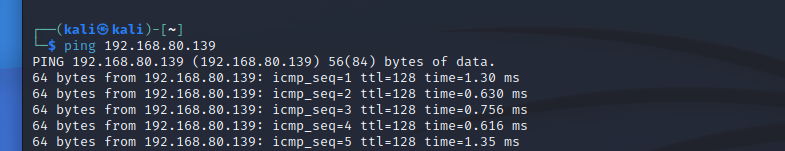 ┌──(kali㉿kali)-[~]
└─$ ping 192.168.80.139
PING 192.168.80.139 (192.168.80.139) 56(84) bytes of data.
64 bytes from 192.168.80.139: icmp_seq=1 ttl=128 time=1.30 ms
64 bytes from 192.168.80.139: icmp_seq=2 ttl=128 time=0.630 ms
64 bytes from 192.168.80.139: icmp_seq=3 ttl=128 time=0.756 ms
64 bytes from 192.168.80.139: icmp_seq=4 ttl=128 time=0.616 ms
64 bytes from 192.168.80.139: icmp_seq=5 ttl=128 time=1.35 ms